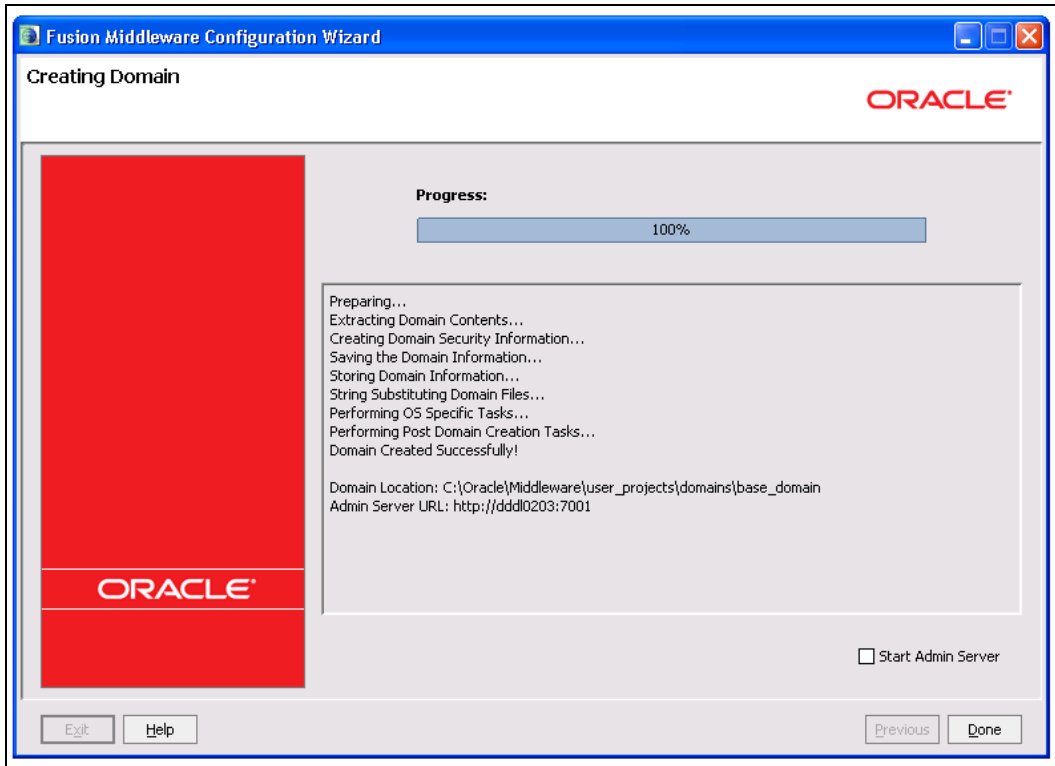 Fusion Middleware Configuration Wizard
Creating Domain
ORACLE®
Progress:
100%
Preparing...
Extracting Domain Contents...
Creating Domain Security Information...
Saving the Domain Information...
Storing Domain Information...
String Substituting Domain Files...
Performing OS Specific Tasks...
Performing Post Domain Creation Tasks...
Domain Created Successfully!
Domain Location: C:\Oracle\Middleware\user_projects\domains\base_domain
Admin Server URL: http://dddl0203:7001
ORACLE®
Start Admin Server
Exit Help Previous Done